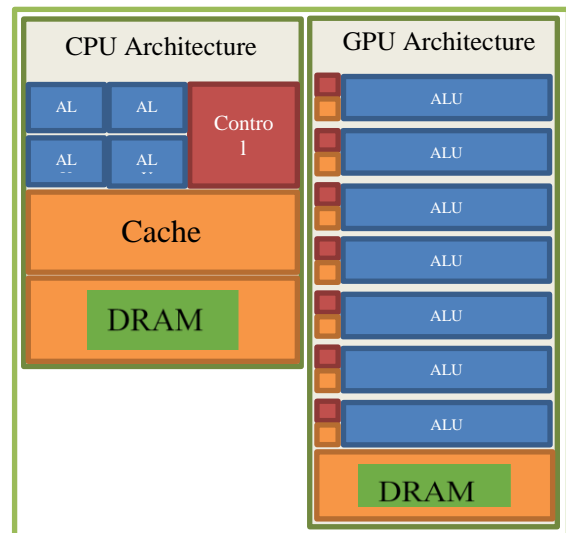 CPU Architecture
AL
AL
Contro
l
AL
AL
Cache
DRAM
GPU Architecture
ALU
ALU
ALU
ALU
ALU
ALU
ALU
DRAM